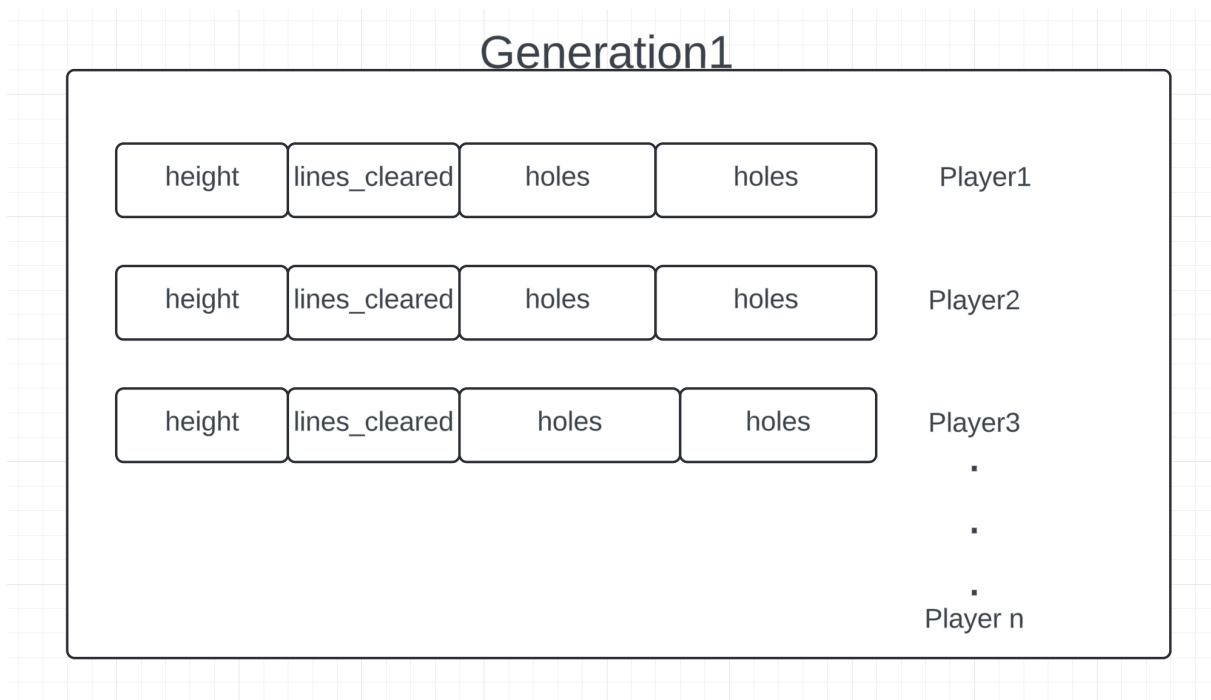 Generation1
height lines_cleared holes holes Player1
height lines_cleared holes holes Player2
height lines_cleared holes holes Player3
.
.
.
Player n